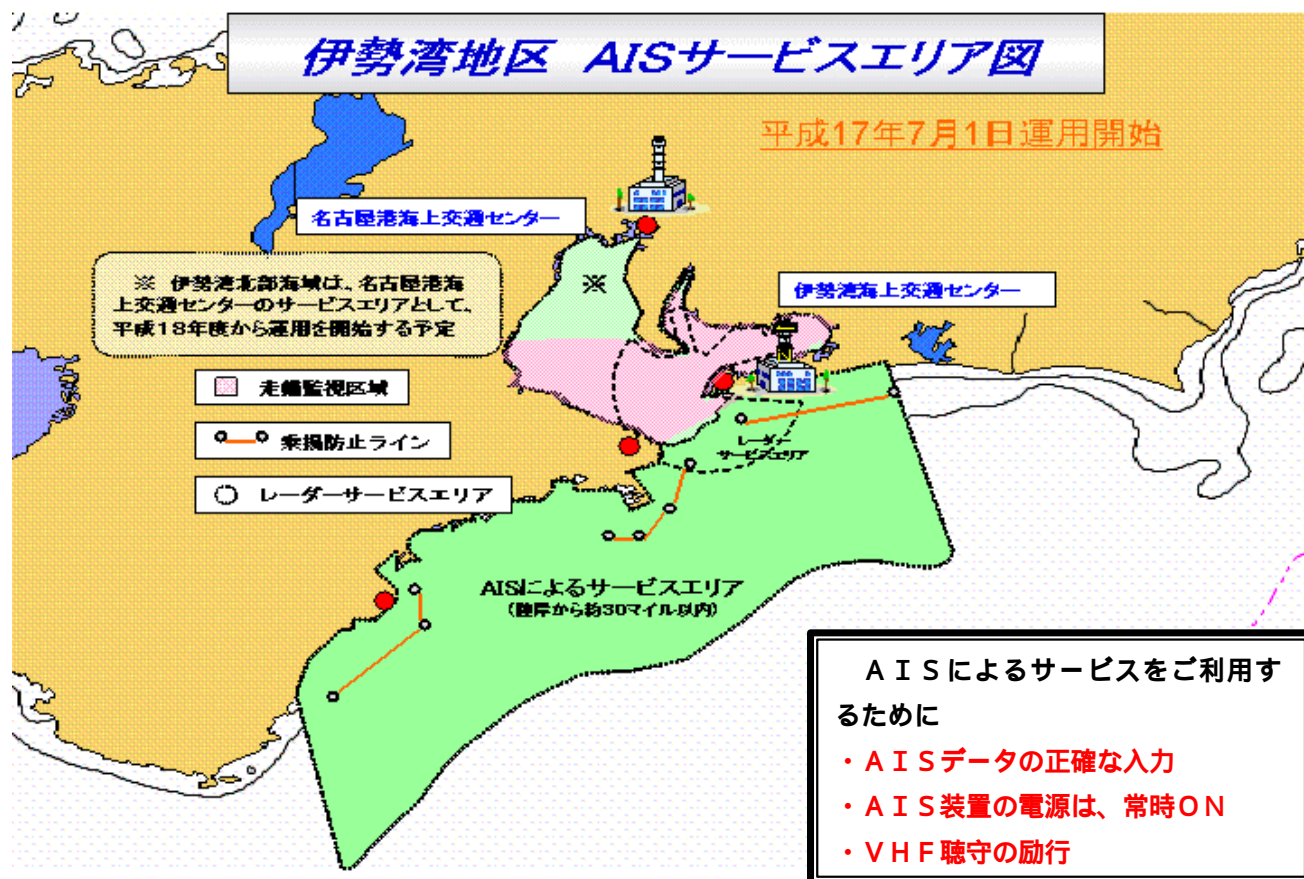 伊勢湾地区 AISサービスエリア図
平成17年7月1日運用開始
名古屋港海上交通センター
※ 伊勢湾北部海域は、名古屋港海
上交通センターのサービスエリアとして、
平成18年度から運用を開始する予定
※
伊勢湾海上交通センター
走錨監視区域
乗揚防止ライン
レーダーサービスエリア
レーダー
サービスエリア
AISによるサービスエリア
(陸岸から約30マイル以内)
AISによるサービスをご利用す
るために
・AISデータの正確な入力
・AIS装置の電源は、常時ON
・VHF聴守の励行